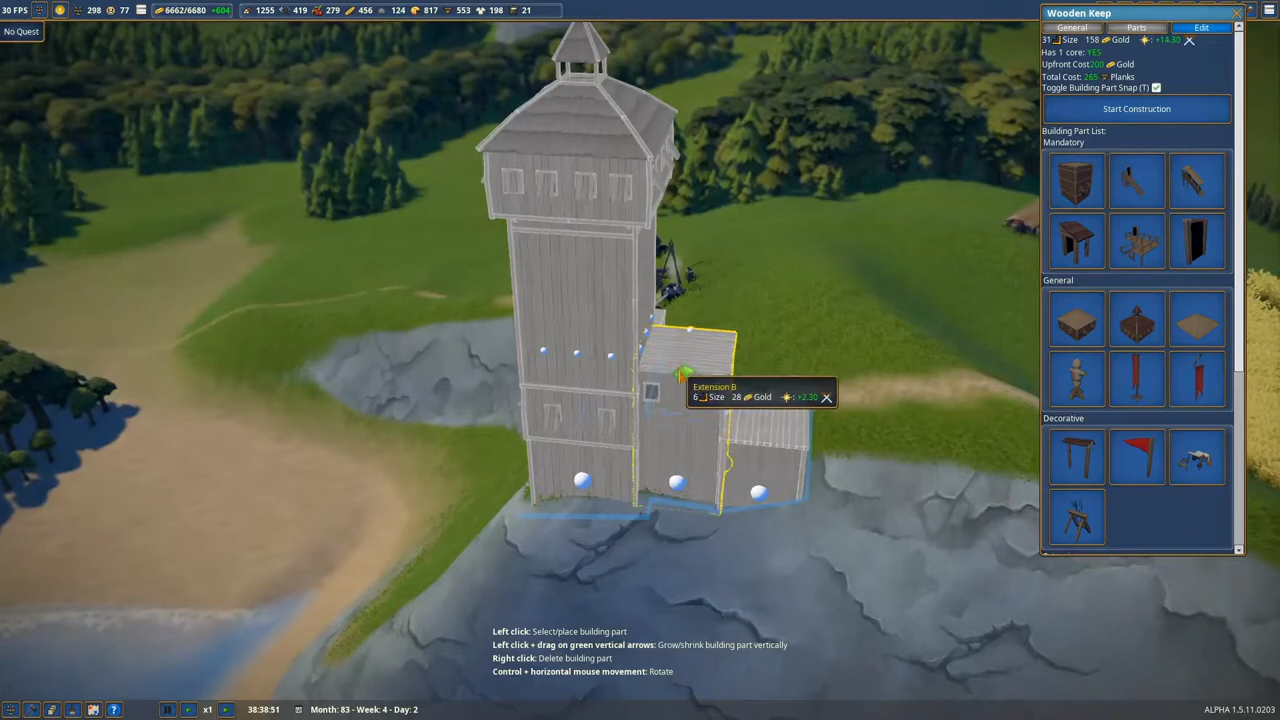 30 FPS 298 77 6662/6680 +604 1255 419 279 456 124 817 553 198 21
No Quest
Wooden Keep
General Parts Edit
31 Size 158 Gold : +14.30
Has 1 core: YES
Upfront Cost200 Gold
Total Cost: 265 Planks
Toggle Building Part Snap (T)
Start Construction
Building Part List:
Mandatory
General
Decorative
Extension B
6 Size 28 Gold : +2.30
Left click: Select/place building part
Left click + drag on green vertical arrows: Grow/shrink building part vertically
Right click: Delete building part
Control + horizontal mouse movement: Rotate
x1 38:38:51 Month: 83 - Week: 4 - Day: 2
ALPHA 1.5.11.0203